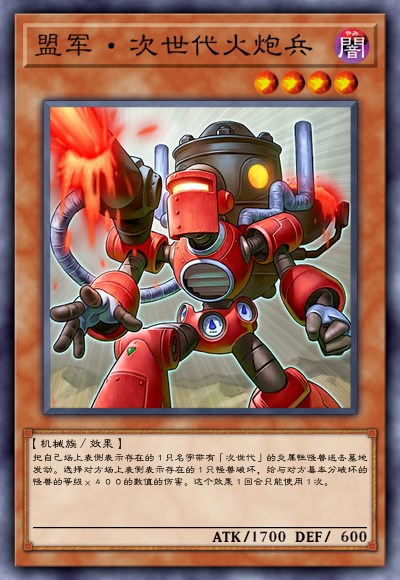 盟军·次世代火炮兵
やみ
闇
【机械族/效果】
把自己场上表侧表示存在的1只名字带有「次世代」的炎属性怪兽送去墓地
发动。选择对方场上表侧表示存在的1只怪兽破坏，给与对方基本分破坏的
怪兽的等级×400的数值的伤害。这个效果1回合只能使用1次。
ATK/1700 DEF/ 600